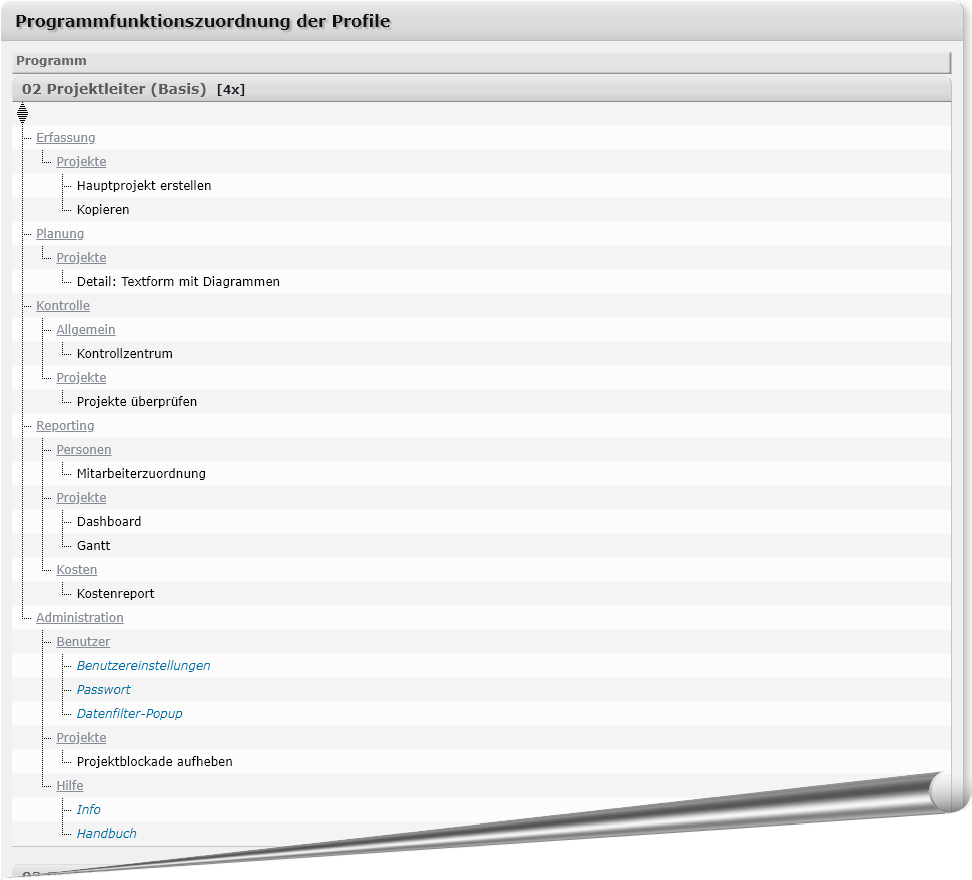 Programmfunktionszuordnung der Profile
Programm
02 Projektleiter (Basis) [4x]
Erfassung
Projekte
Hauptprojekt erstellen
Kopieren
Planung
Projekte
Detail: Textform mit Diagrammen
Kontrolle
Allgemein
Kontrollzentrum
Projekte
Projekte überprüfen
Reporting
Personen
Mitarbeiterzuordnung
Projekte
Dashboard
Gantt
Kosten
Kostenreport
Administration
Benutzer
Benutzereinstellungen
Passwort
Datenfilter-Popup
Projekte
Projektblockade aufheben
Hilfe
Info
Handbuch